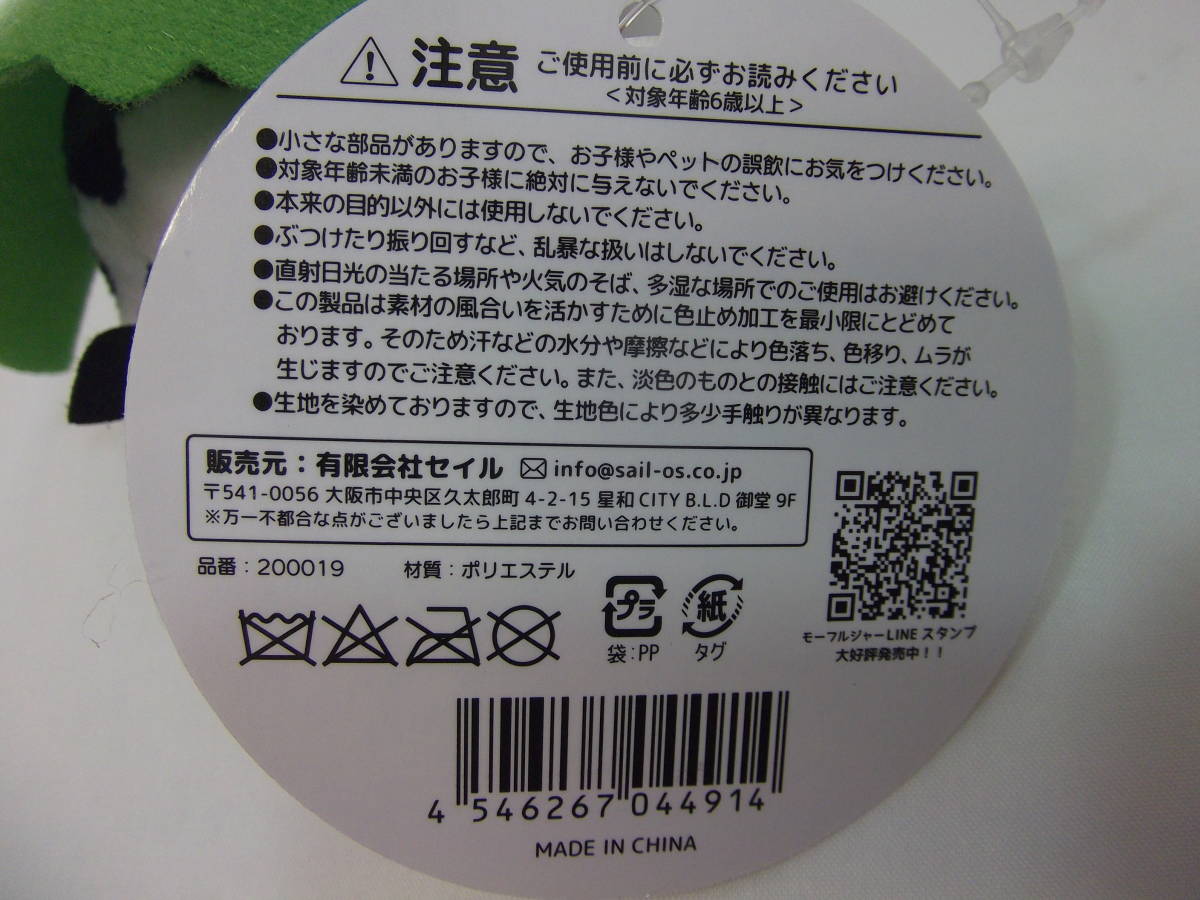 注意 ご使用前に必ずお読みください
＜対象年齢6歳以上＞
●小さな部品がありますので、お子様やペットの誤飲にお気をつけください。
●対象年齢未満のお子様に絶対に与えないでください。
●本来の目的以外には使用しないでください。
●ぶつけたり振り回すなど、乱暴な扱いはしないでください。
●直射日光の当たる場所や火気のそば、多湿な場所でのご使用はお避けください。
●この製品は素材の風合いを活かすために色止め加工を最小限にとどめて
おります。そのため汗などの水分や摩擦などにより色落ち、色移り、ムラが
生じますのでご注意ください。また、淡色のものとの接触にはご注意ください。
●生地を染めておりますので、生地色により多少手触りが異なります。
販売元：有限会社セイル info@sail-os.co.jp
〒541-0056 大阪市中央区久太郎町 4-2-15 星和 CITY B.L.D 御堂 9F
※万一不都合な点がございましたら上記までお問い合わせください。
品番：200019 材質：ポリエステル
プラ 紙
袋：PP タグ
モーフルジャーLINE スタンプ
大好評発売中！！
4 546267 044914
MADE IN CHINA